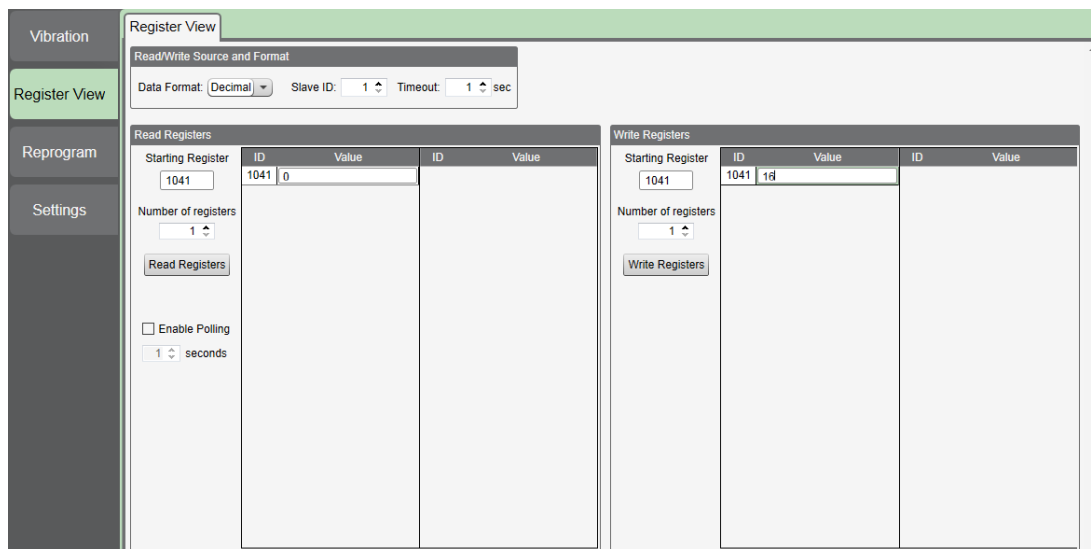 Vibration
Register View
Reprogram
Settings
Register View
Read/Write Source and Format
Data Format: Decimal Slave ID: 1 Timeout: 1 sec
Read Registers
Starting Register
1041
Number of registers
1
Read Registers
Enable Polling
1 seconds
ID Value ID Value
1041 0
Write Registers
Starting Register
1041
Number of registers
1
Write Registers
ID Value ID Value
1041 16